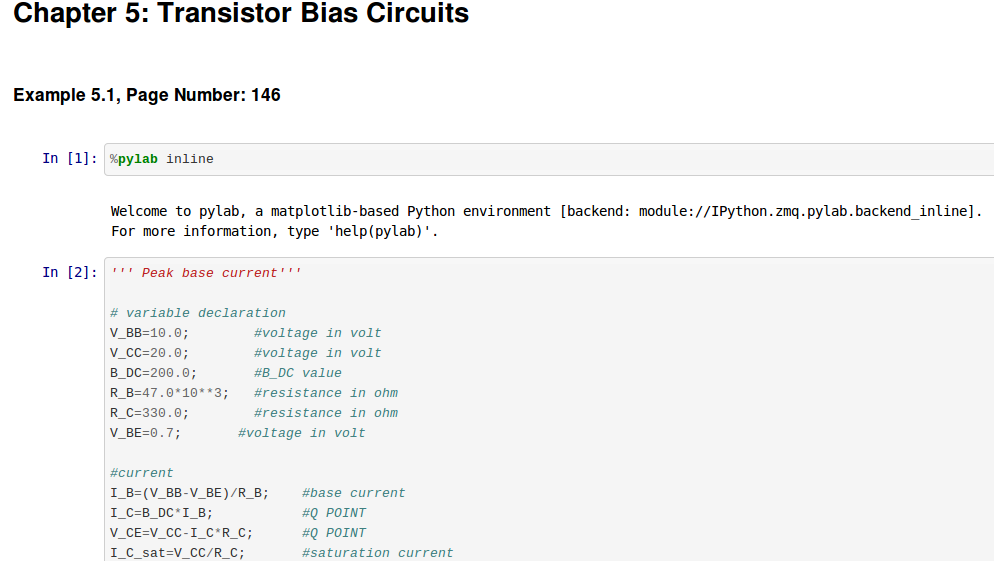 Chapter 5: Transistor Bias Circuits
Example 5.1, Page Number: 146
In [1]: %pylab inline
Welcome to pylab, a matplotlib-based Python environment [backend: module://IPython.zmq.pylab.backend_inline].
For more information, type 'help(pylab)'.
In [2]: ''' Peak base current'''
# variable declaration
V_BB=10.0;        #voltage in volt
V_CC=20.0;        #voltage in volt
B_DC=200.0;       #B_DC value
R_B=47.0*10**3;   #resistance in ohm
R_C=330.0;        #resistance in ohm
V_BE=0.7;       #voltage in volt
#current
I_B=(V_BB-V_BE)/R_B;    #base current
I_C=B_DC*I_B;           #Q POINT
V_CE=V_CC-I_C*R_C;      #Q POINT
I_C_sat=V_CC/R_C;       #saturation current